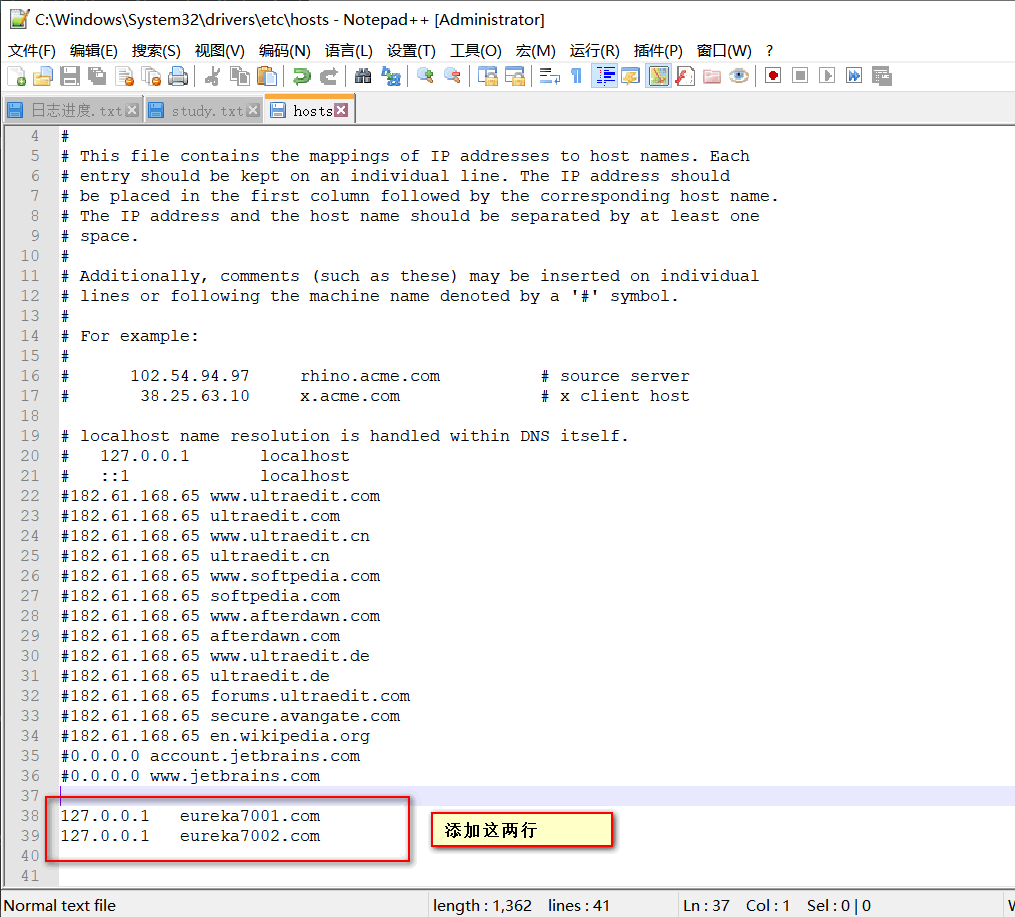 C:\Windows\System32\drivers\etc\hosts - Notepad++ [Administrator]
文件(F) 编辑(E) 搜索(S) 视图(V) 编码(N) 语言(L) 设置(T) 工具(O) 宏(M) 运行(R) 插件(P) 窗口(W) ?
日志进度.txt study.txt hosts
4 #
5 # This file contains the mappings of IP addresses to host names. Each
6 # entry should be kept on an individual line. The IP address should
7 # be placed in the first column followed by the corresponding host name.
8 # The IP address and the host name should be separated by at least one
9 # space.
10 #
11 # Additionally, comments (such as these) may be inserted on individual
12 # lines or following the machine name denoted by a '#' symbol.
13 #
14 # For example:
15 #
16 # 102.54.94.97 rhino.acme.com # source server
17 # 38.25.63.10 x.acme.com # x client host
18
19 # localhost name resolution is handled within DNS itself.
20 # 127.0.0.1 localhost
21 # ::1 localhost
22 #182.61.168.65 www.ultraedit.com
23 #182.61.168.65 ultraedit.com
24 #182.61.168.65 www.ultraedit.cn
25 #182.61.168.65 ultraedit.cn
26 #182.61.168.65 www.softpedia.com
27 #182.61.168.65 softpedia.com
28 #182.61.168.65 www.afterdawn.com
29 #182.61.168.65 afterdawn.com
30 #182.61.168.65 www.ultraedit.de
31 #182.61.168.65 ultraedit.de
32 #182.61.168.65 forums.ultraedit.com
33 #182.61.168.65 secure.avangate.com
34 #182.61.168.65 en.wikipedia.org
35 #0.0.0.0 account.jetbrains.com
36 #0.0.0.0 www.jetbrains.com
37
38 127.0.0.1 eureka7001.com
39 127.0.0.1 eureka7002.com
添加这两行
40
41
Normal text file length : 1,362 lines : 41 Ln : 37 Col : 1 Sel : 0 | 0